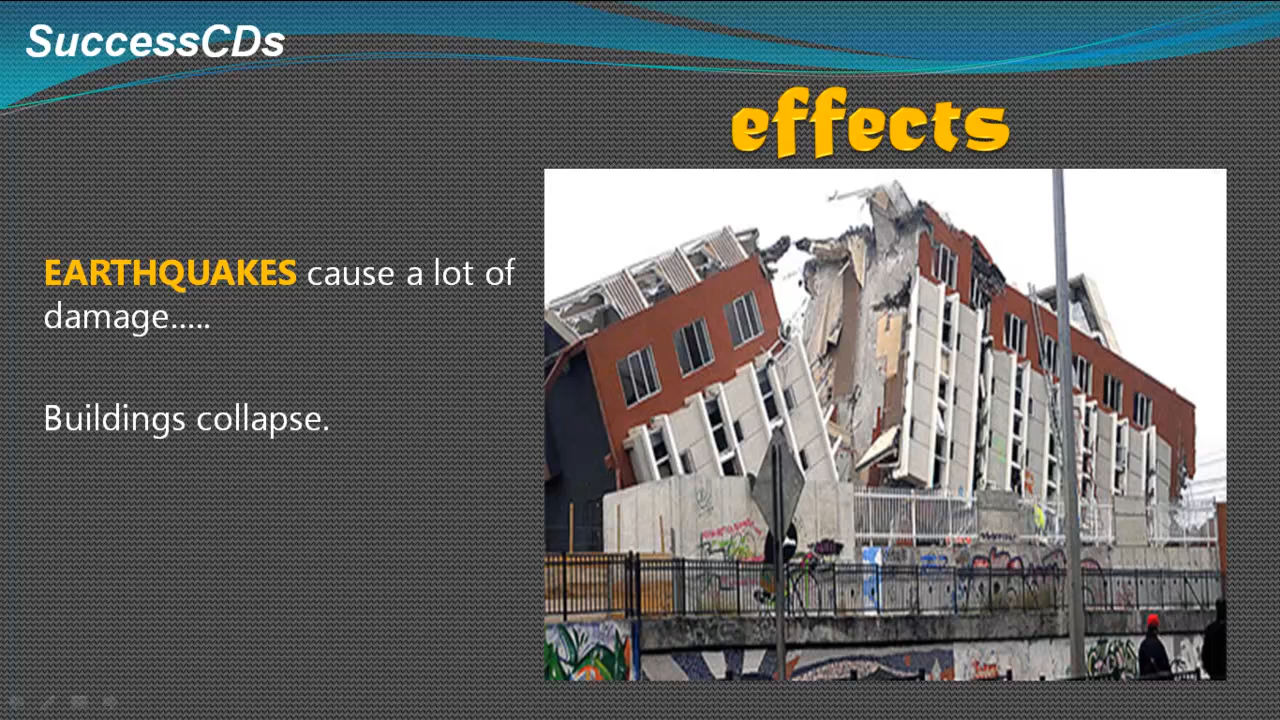 SuccessCDs
effects
EARTHQUAKES cause a lot of
damage.....
Buildings collapse.